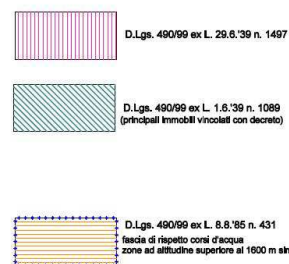 D.Lgs. 490/99 ex L. 29.6.'39 n. 1497
D.Lgs. 490/99 ex L. 1.6.'39 n. 1089
(principali immobili vincolati con decreto)
D.Lgs. 490/99 ex L. 8.8.'85 n. 431
fascia di rispetto corsi d'acqua
zone ad altitudine superiore ai 1600 m slm